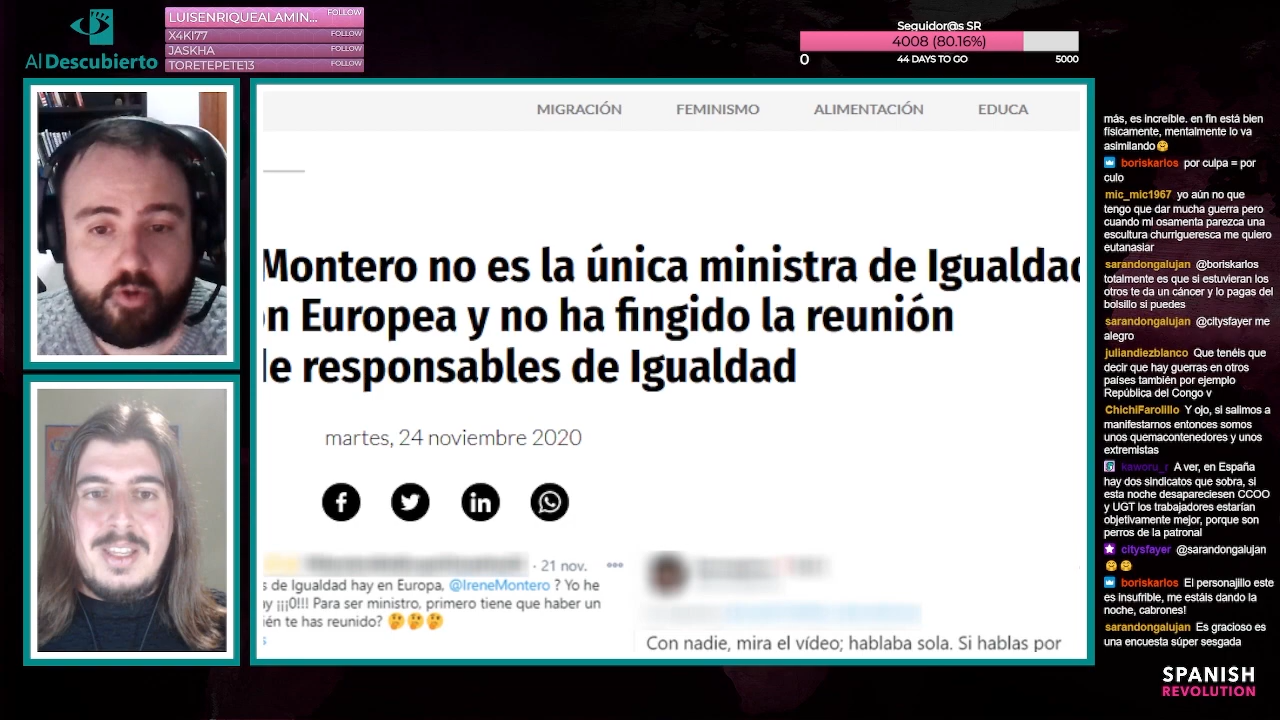 Al Descubierto
LUISENRIQUEALAMIN... FOLLOW
X4KI77 FOLLOW
JASKHA FOLLOW
TORETEPETE13 FOLLOW
Seguidor@s SR
4008 (80.16%)
0 44 DAYS TO GO 5000
MIGRACIÓN FEMINISMO ALIMENTACIÓN EDUCA
Montero no es la única ministra de Igualdad
n Europea y no ha fingido la reunión
e responsables de Igualdad
martes, 24 noviembre 2020
· 21 nov.
s de Igualdad hay en Europa, @IreneMontero ? Yo he
y ¡¡¡0!!! Para ser ministro, primero tiene que haber un
ién te has reunido? 🤔🤔🤔
Con nadie, mira el vídeo; hablaba sola. Si hablas por
más, es increíble. en fin está bien
físicamente, mentalmente lo va
asimilando
boriskarlos por culpa = por
culo
mic_mic1967 yo aún no que
tengo que dar mucha guerra pero
cuando mi osamenta parezca una
escultura churrigueresca me quiero
eutanasiar
sarandongalujan @boriskarlos
totalmente es que si estuvieran los
otros te da un cáncer y lo pagas del
bolsillo si puedes
sarandongalujan @citysfayer me
alegro
juliandiezblanco Que tenéis que
decir que hay guerras en otros
países también por ejemplo
República del Congo v
ChichiFarolillo Y ojo, si salimos a
manifestarnos entonces somos
unos quemacontenedores y unos
extremistas
kaworu_r A ver, en España
hay dos sindicatos que sobra, si
esta noche desapareciesen CCOO
y UGT los trabajadores estarían
objetivamente mejor, porque son
perros de la patronal
citysfayer @sarandongalujan
boriskarlos El personajillo este
es insufrible, me estáis dando la
noche, cabrones!
sarandongalujan Es gracioso es
una encuesta súper sesgada
SPANISH
REVOLUTION